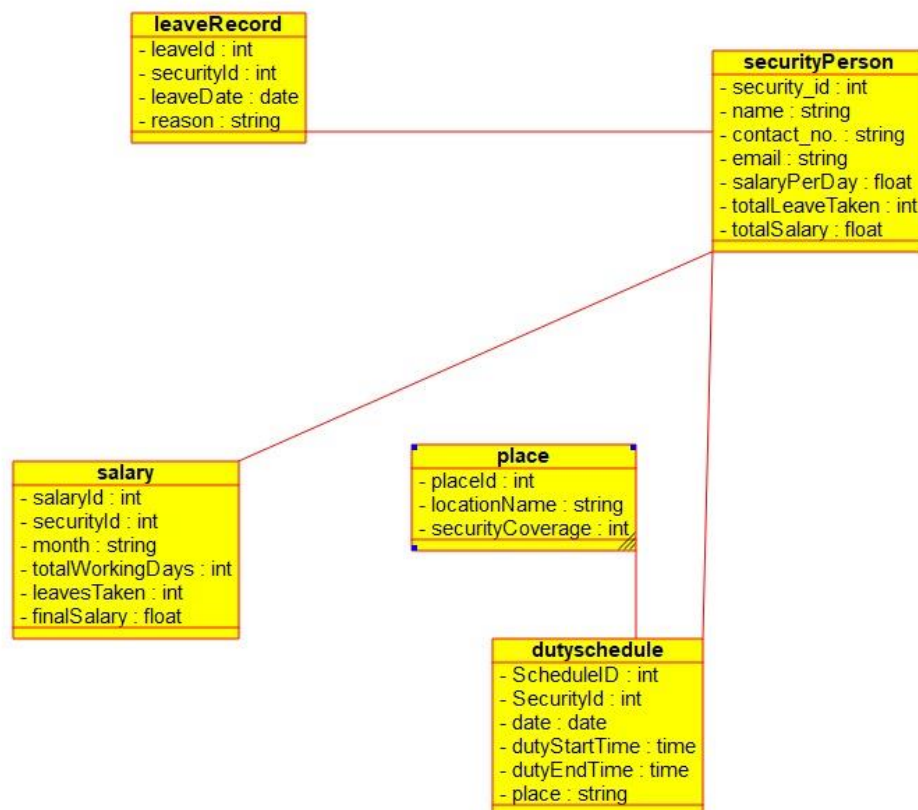 leaveRecord
- leaveId : int
- securityId : int
- leaveDate : date
- reason : string
securityPerson
- security_id : int
- name : string
- contact_no. : string
- email : string
- salaryPerDay : float
- totalLeaveTaken : int
- totalSalary : float
salary
- salaryId : int
- securityId : int
- month : string
- totalWorkingDays : int
- leavesTaken : int
- finalSalary : float
place
- placeId : int
- locationName : string
- securityCoverage : int
dutyschedule
- ScheduleID : int
- SecurityId : int
- date : date
- dutyStartTime : time
- dutyEndTime : time
- place : string